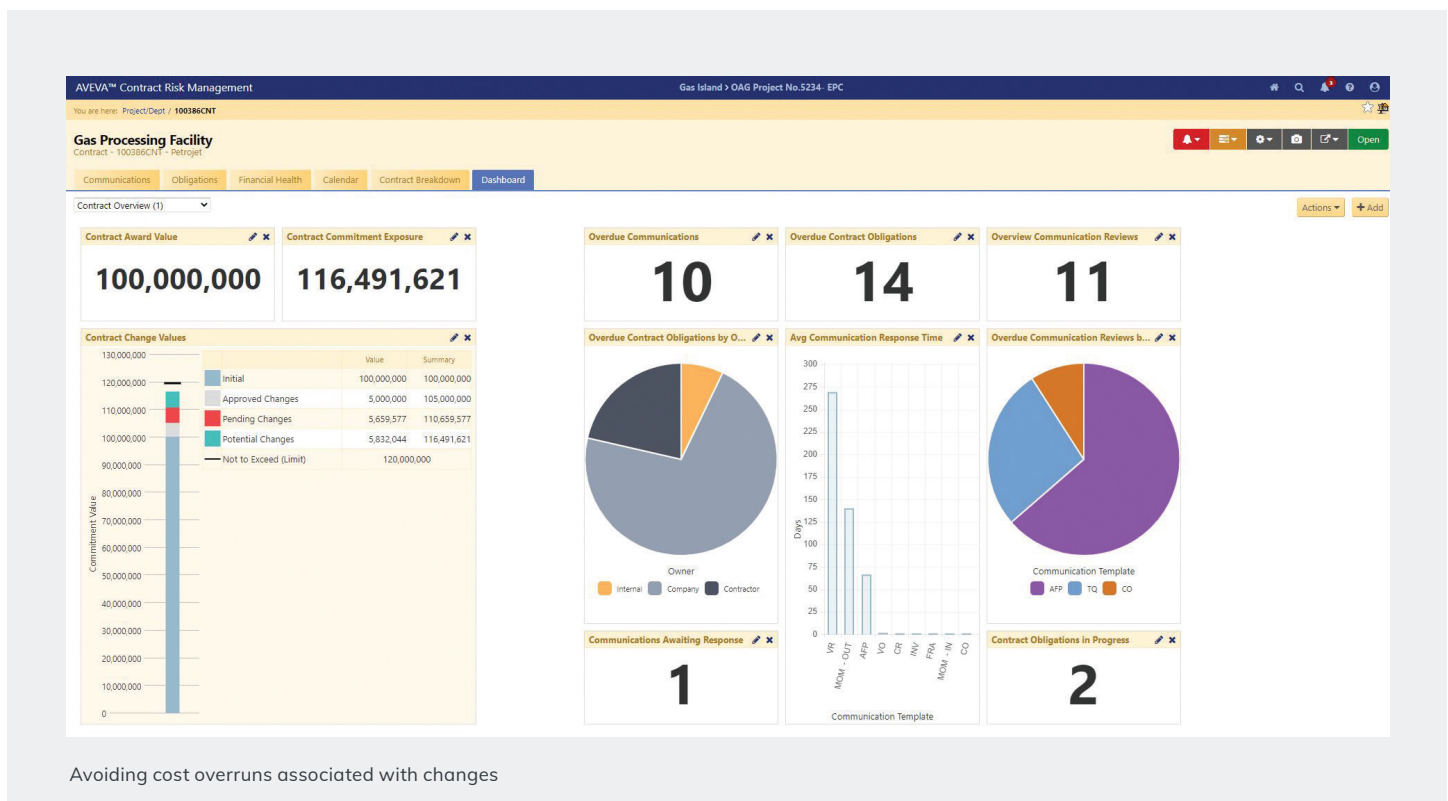 AVEVA™ Contract Risk Management
Gas Island > OAG Project No.5234- EPC
You are here: Project/Dept / 100386CNT
Gas Processing Facility
Contract - 100386CNT - Petrojet
Open
Communications Obligations Financial Health Calendar Contract Breakdown Dashboard
Contract Overview (1)
Actions
+ Add
Contract Award Value
100,000,000
Contract Commitment Exposure
116,491,621
Overdue Communications
10
Overdue Contract Obligations
14
Overview Communication Reviews
11
Contract Change Values
130,000,000
120,000,000
110,000,000
100,000,000
90,000,000
80,000,000
70,000,000
60,000,000
50,000,000
40,000,000
30,000,000
20,000,000
10,000,000
0
Commitment Value
Value Summary
Initial 100,000,000 100,000,000
Approved Changes 5,000,000 105,000,000
Pending Changes 5,659,577 110,659,577
Potential Changes 5,832,044 116,491,621
Not to Exceed (Limit) 120,000,000
Overdue Contract Obligations by O...
Owner
Internal Company Contractor
Avg Communication Response Time
300
275
250
225
200
175
150
125
100
75
50
25
0
Days
VR
MOM - OUT
AFP
VO
CR
INV
FRA
MOM - IN
CO
Communication Template
Overdue Communication Reviews b...
Communication Template
AFP TQ CO
Communications Awaiting Response
1
Contract Obligations in Progress
2
Avoiding cost overruns associated with changes